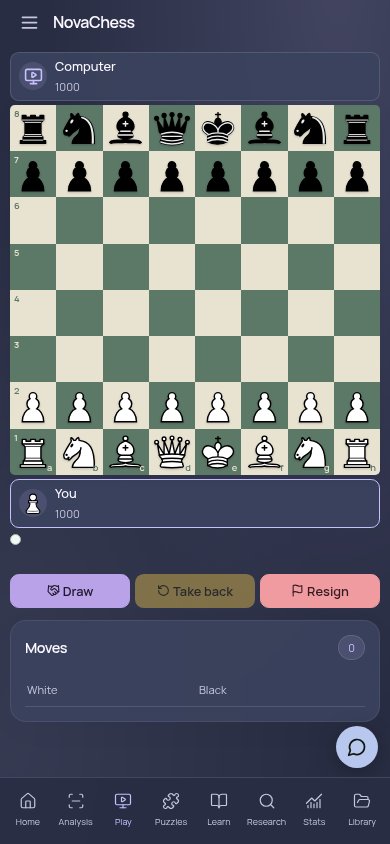 NovaChess
Computer
1000
8
7
6
5
4
3
2
1
a b c d e f g h
You
1000
Draw Take back Resign
Moves 0
White Black
Home Analysis Play Puzzles Learn Research Stats Library